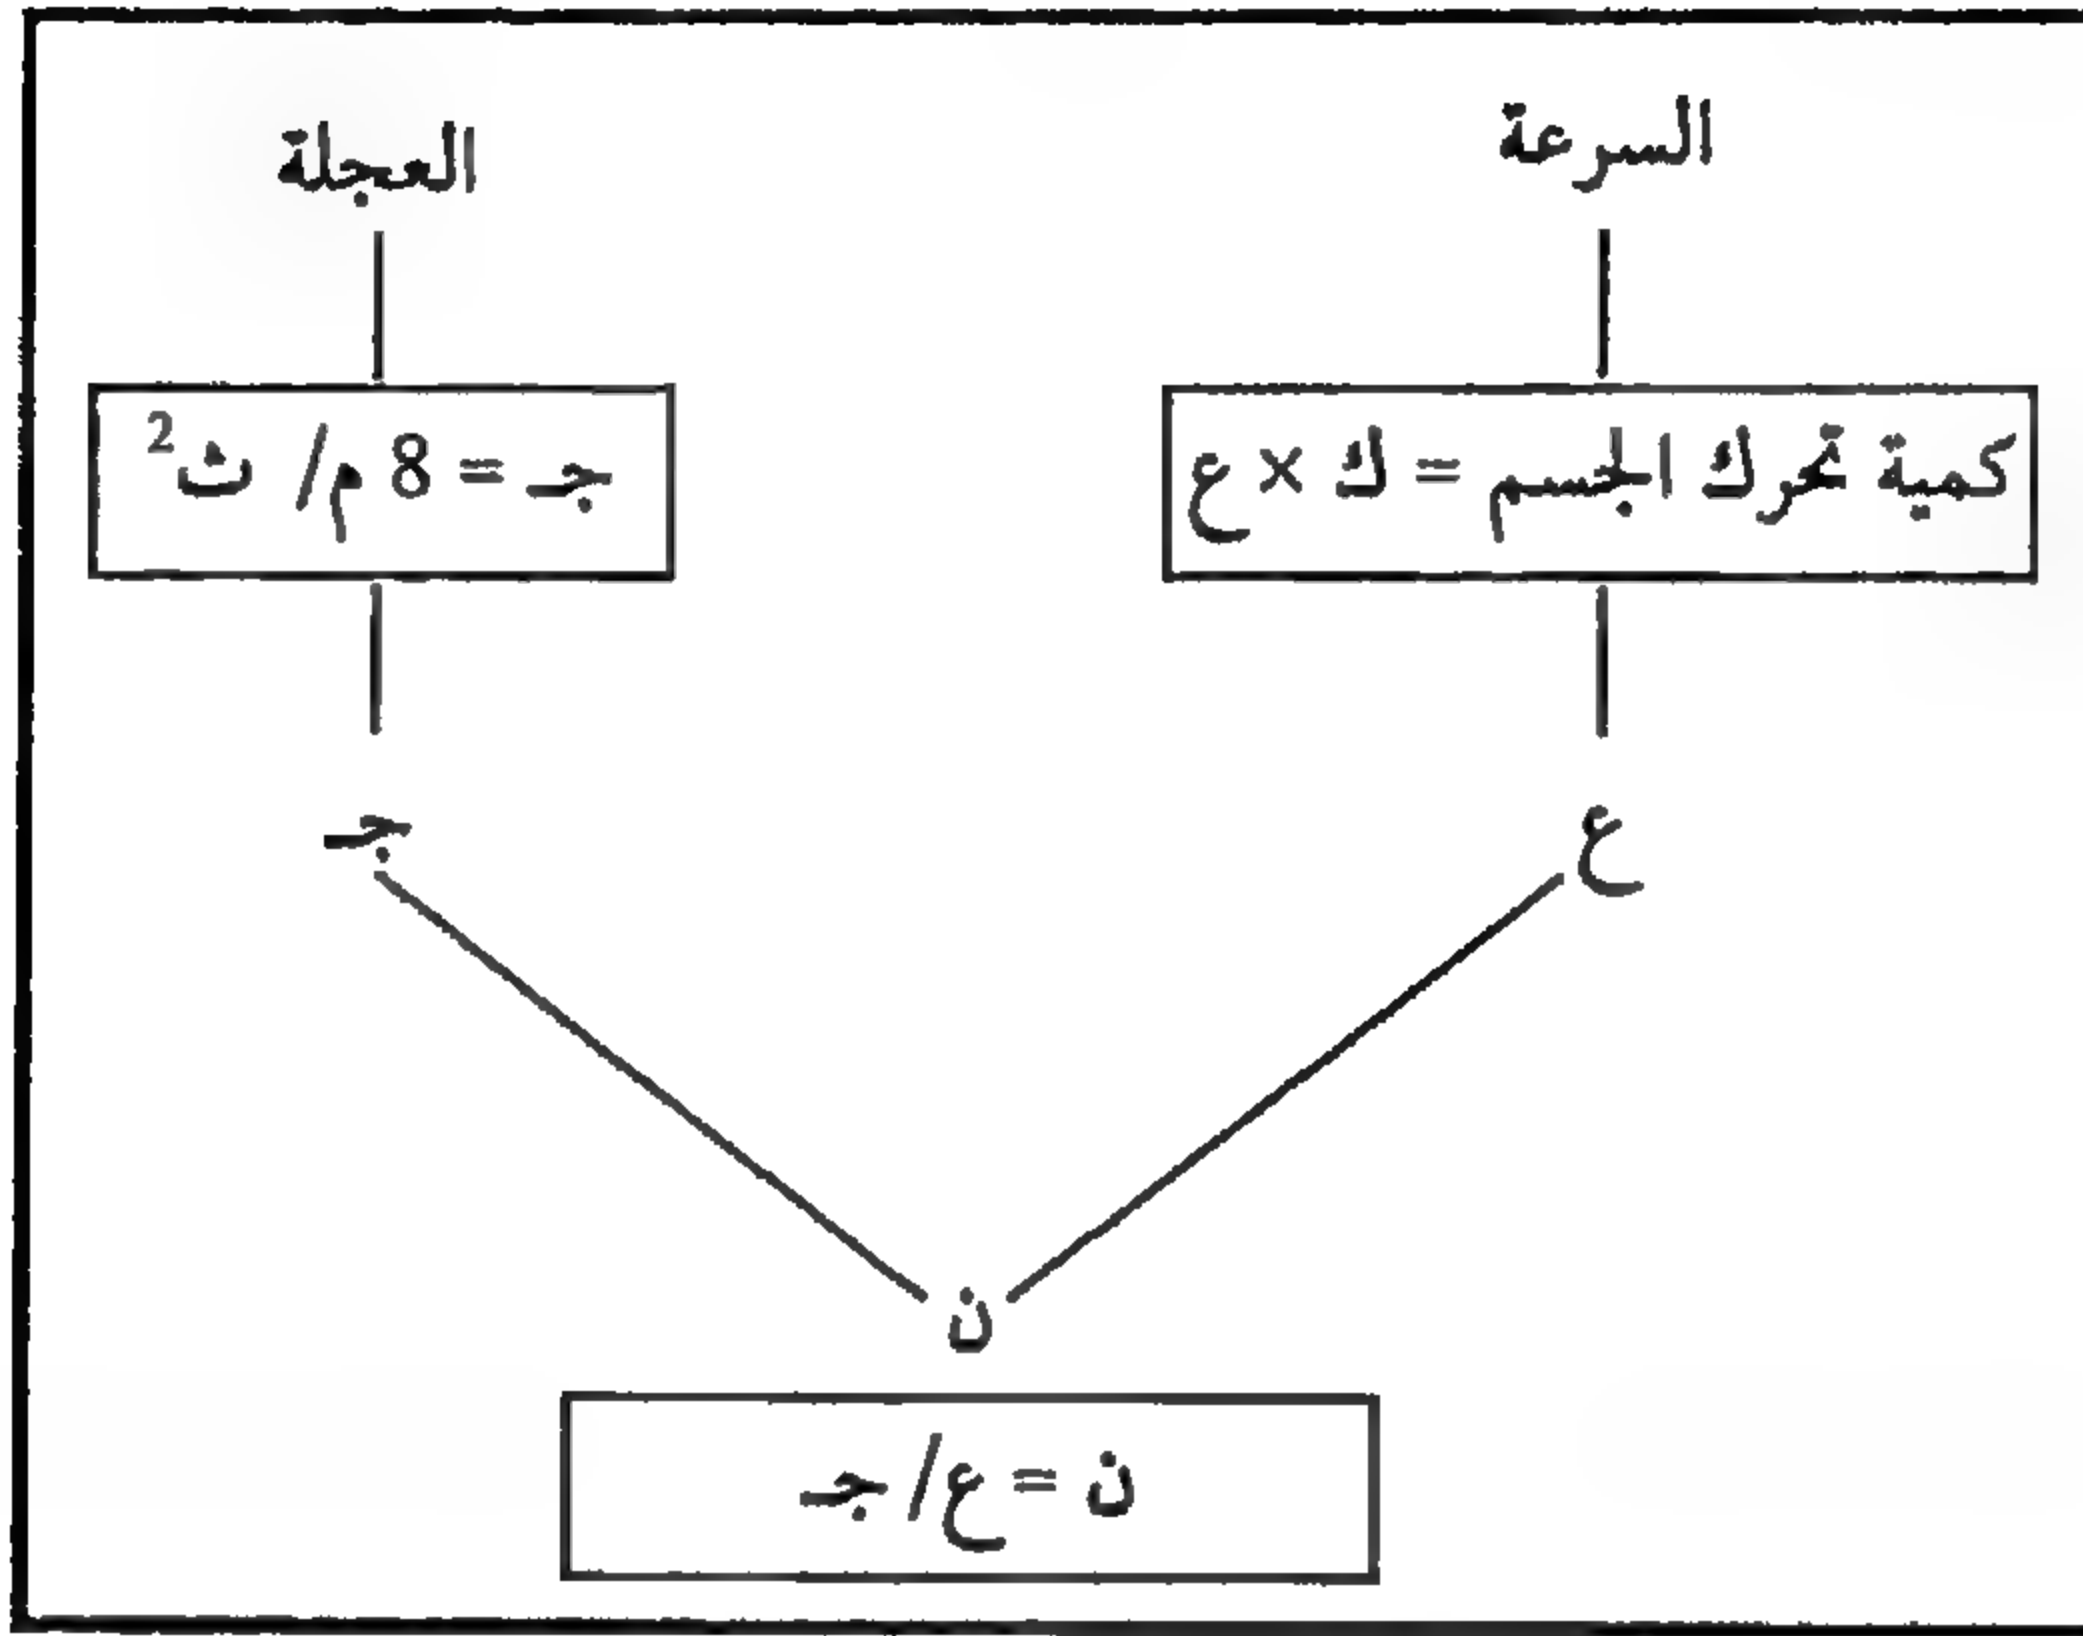 السرعة
العجلة
كمية تحرك الجسم = ك × ع
جـ = 8 م/ ث²
ع
جـ
ن
ن = ع/جـ